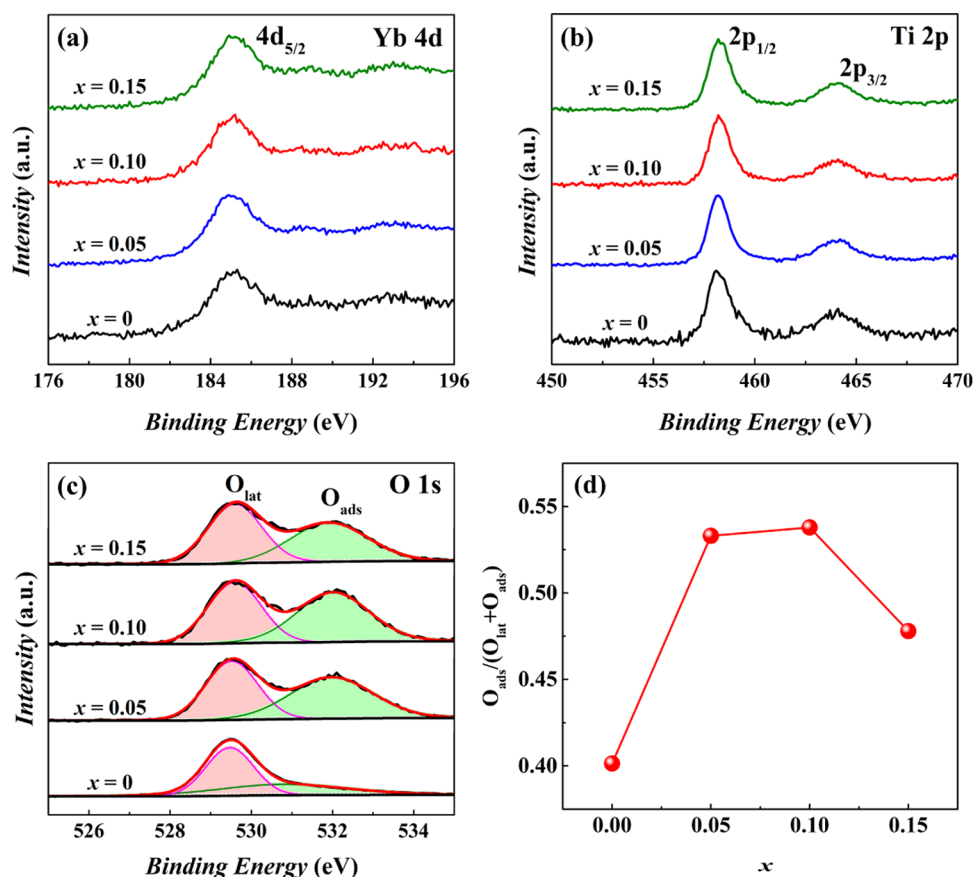 (a) 4d5/2 Yb 4d
x = 0.15
x = 0.10
x = 0.05
x = 0
Intensity (a.u.)
176 180 184 185 189 192 193 196
Binding Energy (eV)
(b) 2p1/2 Ti 2p
2p3/2
x = 0.15
x = 0.10
x = 0.05
x = 0
Intensity (a.u.)
450 455 460 465 470
Binding Energy (eV)
(c) Olat Oads O 1s
x = 0.15
x = 0.10
x = 0.05
x = 0
Intensity (a.u.)
526 528 530 532 534
Binding Energy (eV)
(d)
0.55
0.50
0.45
0.40
Oads/(Olat+Oads)
0.00 0.05 0.10 0.15
x